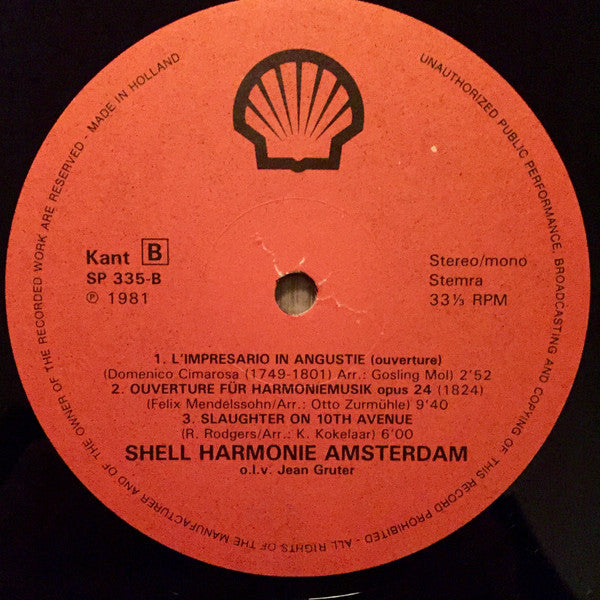 ALL RIGHTS OF THE MANUFACTURER AND OF THE OWNER OF THE RECORDED WORK ARE RESERVED - MADE IN HOLLAND
UNAUTHORIZED PUBLIC PERFORMANCE, BROADCASTING AND COPYING OF THIS RECORD PROHIBITED -
Kant B
SP 335-B
℗ 1981
Stereo/mono
Stemra
33⅓ RPM
1. L'IMPRESARIO IN ANGUSTIE (ouverture)
(Domenico Cimarosa (1749-1801) Arr.: Gosling Mol) 2'52
2. OUVERTURE FÜR HARMONIEMUSIK opus 24 (1824)
(Felix Mendelssohn/Arr.: Otto Zurmühle) 9'40
3. SLAUGHTER ON 10TH AVENUE
(R. Rodgers/Arr.: K. Kokelaar) 6'00
SHELL HARMONIE AMSTERDAM
o.l.v. Jean Gruter